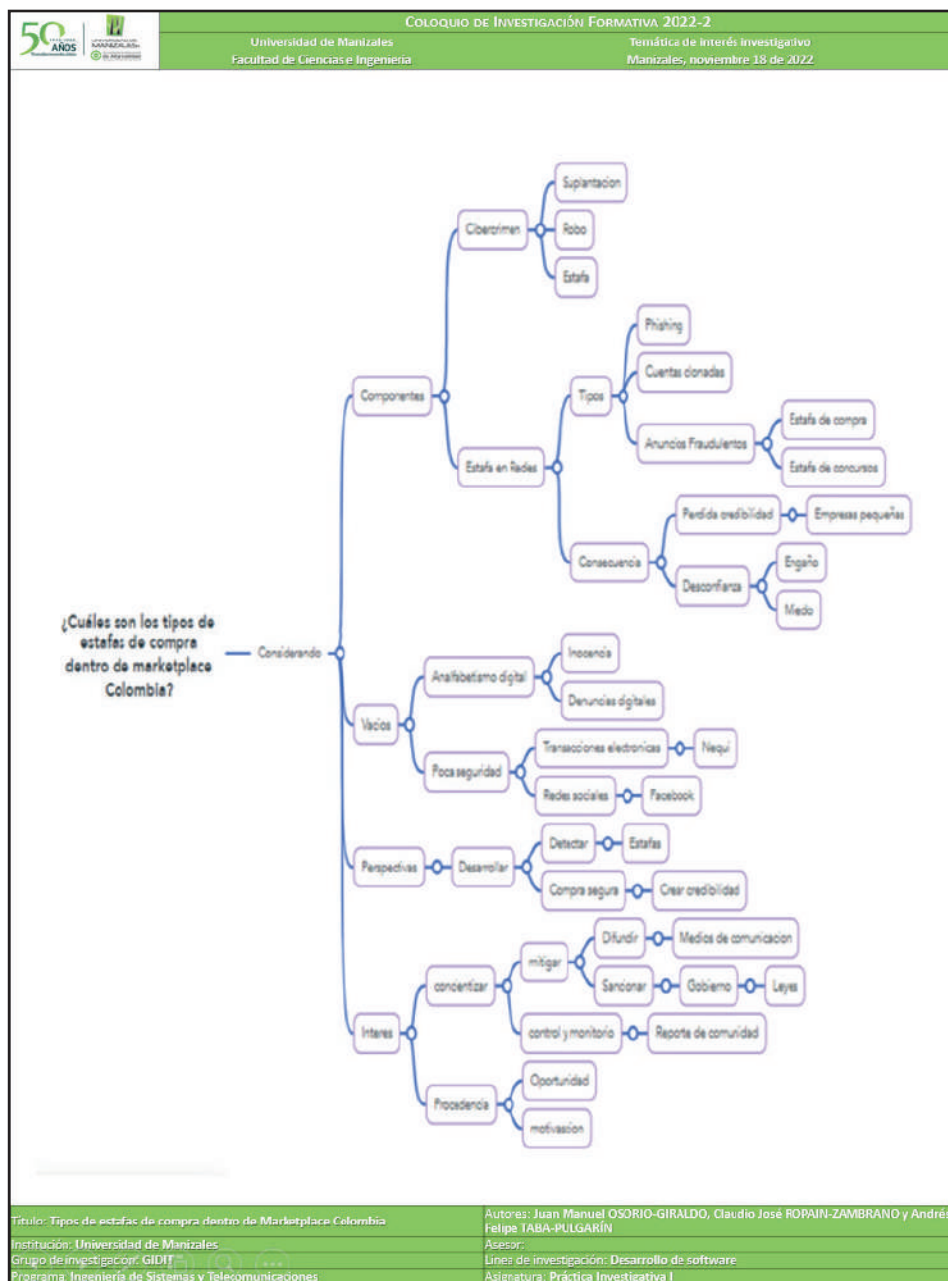 COLOQUIO DE INVESTIGACIÓN FORMATIVA 2022-2
50 AÑOS
UNIVERSIDAD DE MANIZALES
Universidad de Manizales
Facultad de Ciencias e Ingeniería
Temática de interés investigativo
Manizales, noviembre 18 de 2022
¿Cuáles son los tipos de
estafas de compra
dentro de marketplace
Colombia?
Considerando
Componentes
Cibercrimen
Suplantacion
Robo
Estafa
Estafa en Redes
Tipos
Phishing
Cuentas clonadas
Anuncios Fraudulentos
Estafa de compra
Estafa de concursos
Consecuencia
Perdida credibilidad
Empresas pequeñas
Desconfianza
Engaño
Miedo
Vacios
Analfabetismo digital
Inocencia
Denuncias digitales
Poca seguridad
Transacciones electronicas
Nequi
Redes sociales
Facebook
Perspectivas
Desarrollar
Detectar
Estafas
Compra segura
Crear credibilidad
Interes
concientizar
mitigar
Difundir
Medios de comunicacion
Sancionar
Gobierno
Leyes
control y monitorio
Reporte de comunidad
Procedencia
Oportunidad
motivascion
Título: Tipos de estafas de compra dentro de Marketplace Colombia
Autores: Juan Manuel OSORIO-GIRALDO, Claudio José ROPAIN-ZAMBRANO y Andrés
Felipe TABA-PULGARÍN
Institución: Universidad de Manizales
Asesor:
Grupo de investigación: GIDIT
Línea de investigación: Desarrollo de software
Programa: Ingeniería de Sistemas y Telecomunicaciones
Asignatura: Práctica Investigativa I